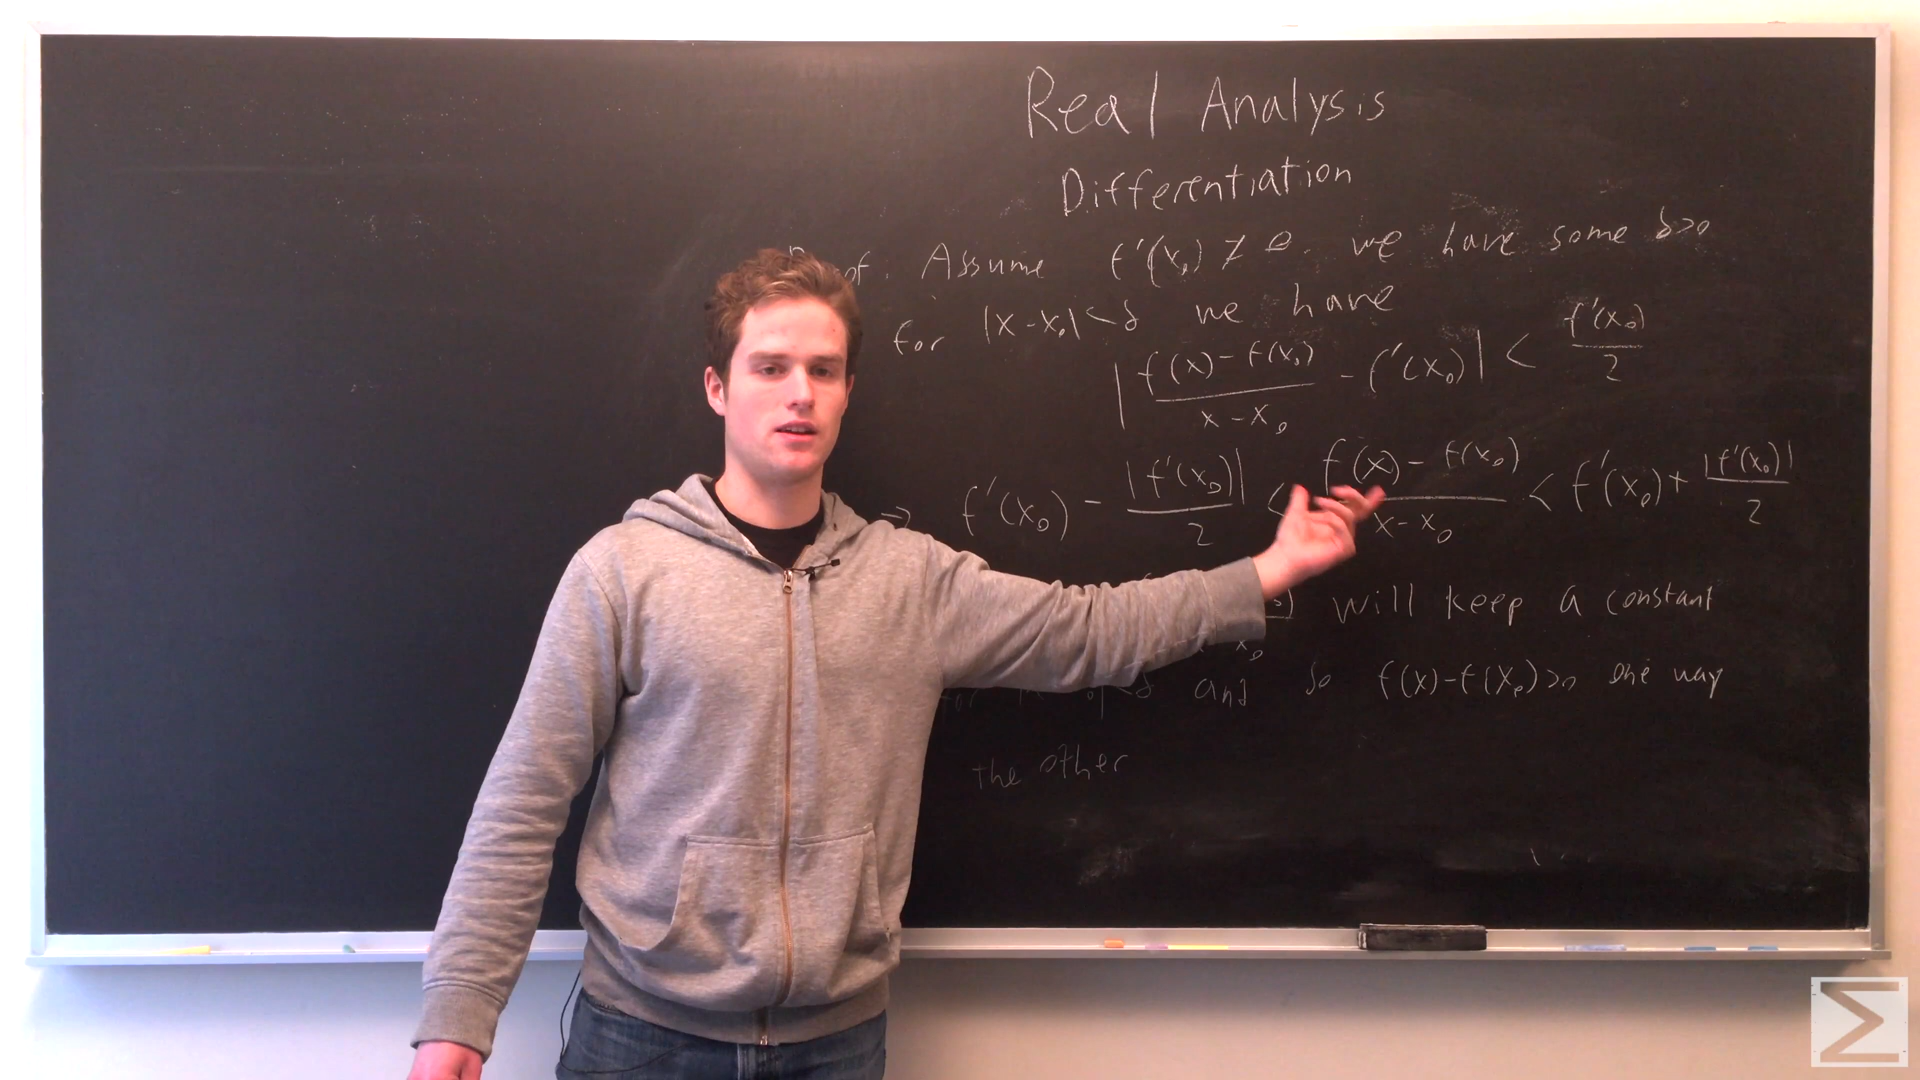 Real Analysis
Differentiation
Assume f'(x₀) ≠ 0. we have some δ>0
for |x-x₀|<δ we have
|(f(x)-f(x₀))/(x-x₀) - f'(x₀)| < f'(x₀)/2
→ f'(x₀) - |f'(x₀)|/2 < (f(x)-f(x₀))/(x-x₀) < f'(x₀) + |f'(x₀)|/2
will keep a constant
and so f(x)-f(x₀)>0 one way
the other
Σ